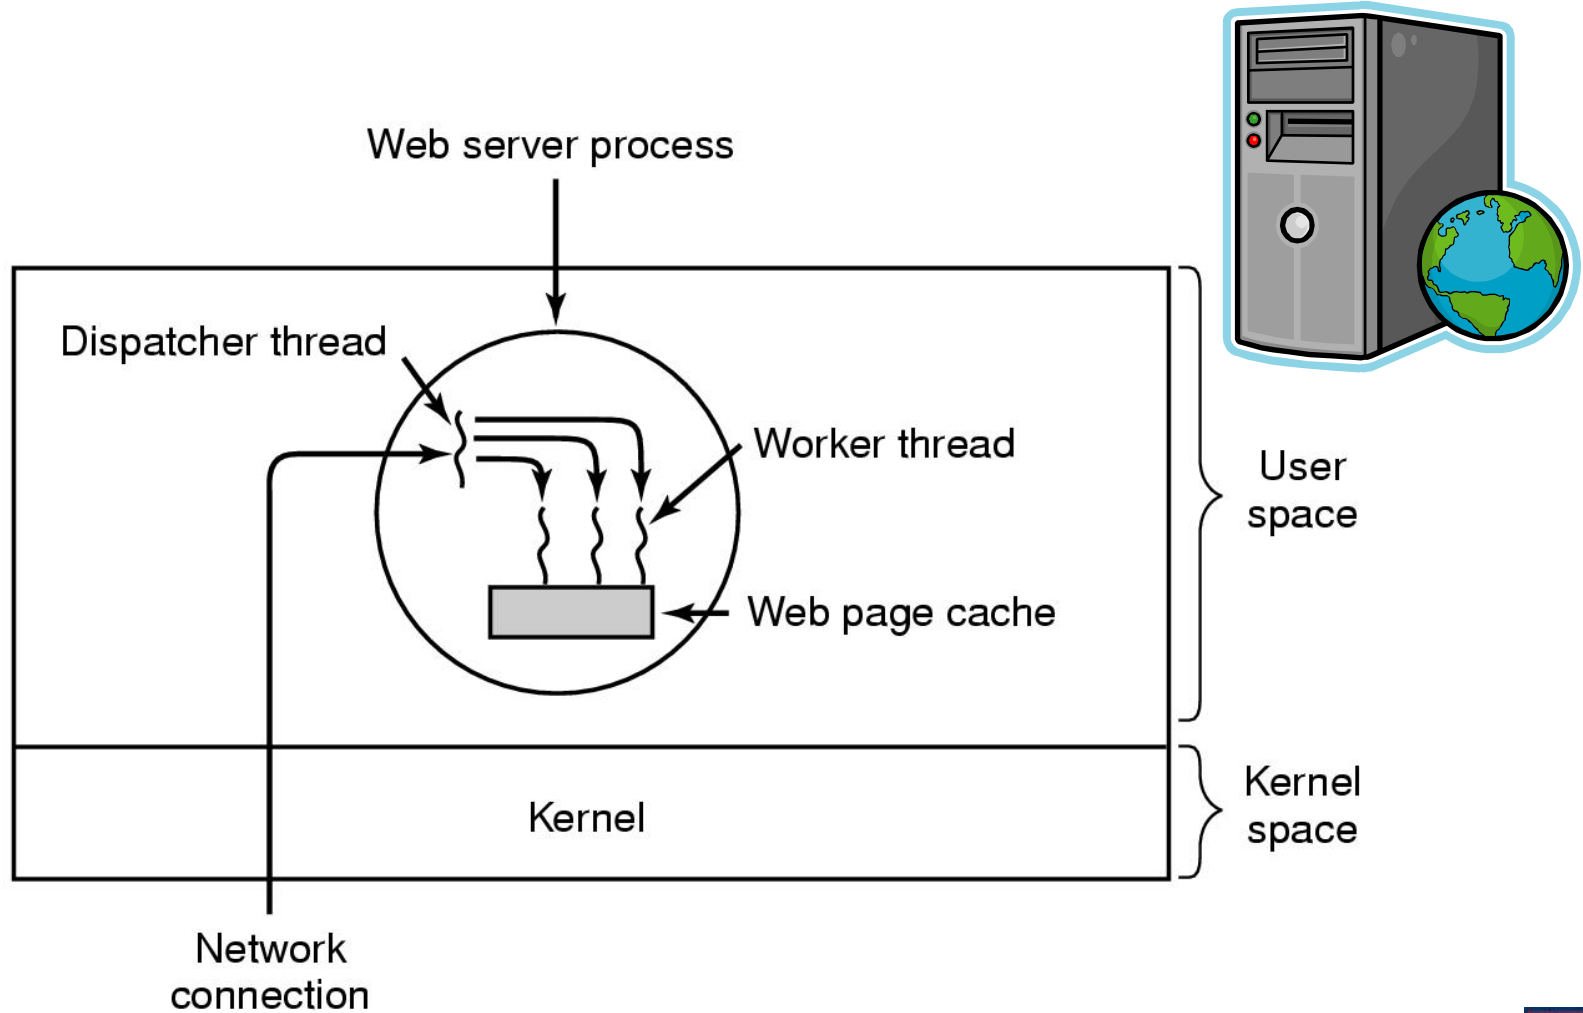 Web server process
Dispatcher thread
Worker thread
User
space
Web page cache
Kernel
space
Kernel
Network
connection